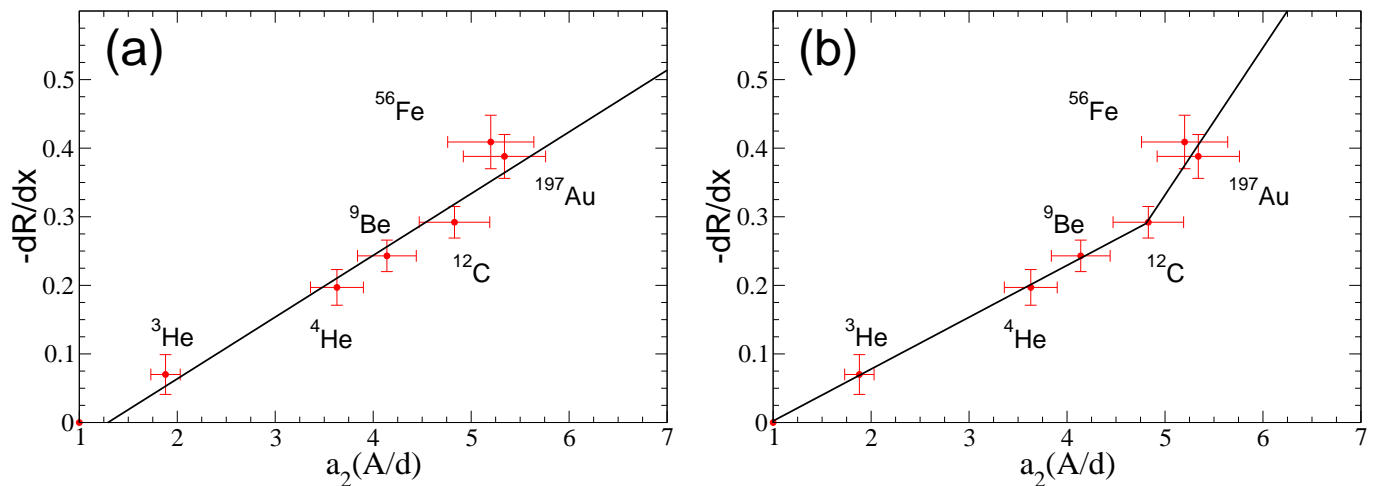 (a)
-dR/dx
0.5
0.4
0.3
0.2
0.1
0
⁵⁶Fe
¹⁹⁷Au
⁹Be
¹²C
³He
⁴He
1 2 3 4 5 6 7
a₂(A/d)
(b)
-dR/dx
0.5
0.4
0.3
0.2
0.1
0
⁵⁶Fe
¹⁹⁷Au
⁹Be
¹²C
³He
⁴He
1 2 3 4 5 6 7
a₂(A/d)